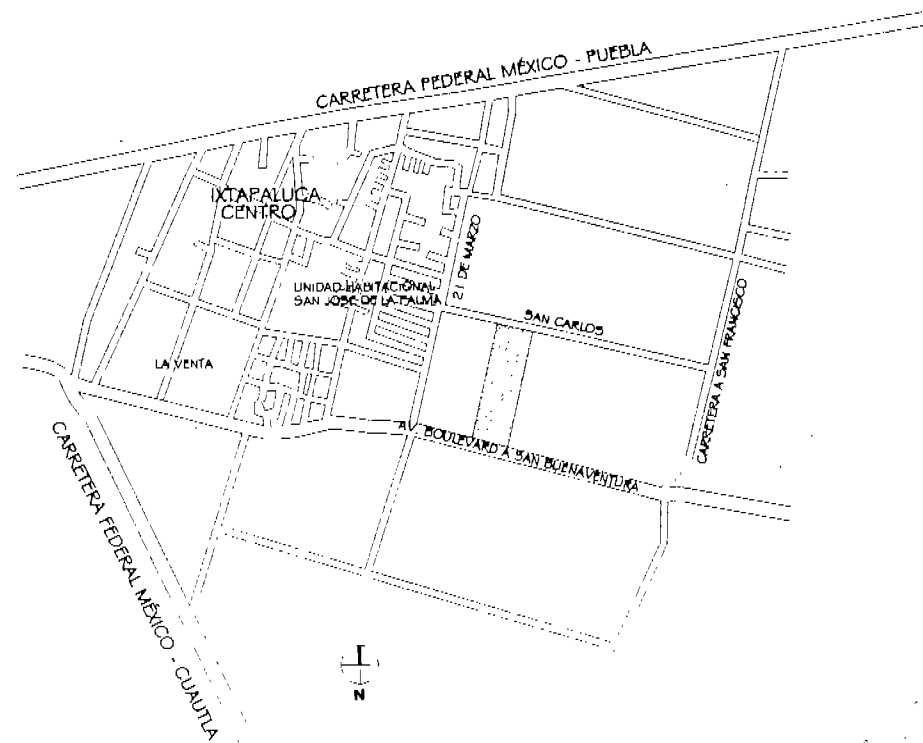 CARRETERA FEDERAL MÉXICO - PUEBLA
IXTAPALUCA
CENTRO
21 DE MARZO
UNIDAD HABITACIONAL
SAN JOSE DE LA PALMA
SAN CARLOS
CARRETERA A SAN FRANCISCO
LA VENTA
AV. BOULEVARD A SAN BUENAVENTURA
CARRETERA FEDERAL MÉXICO - CUAUTLA
N